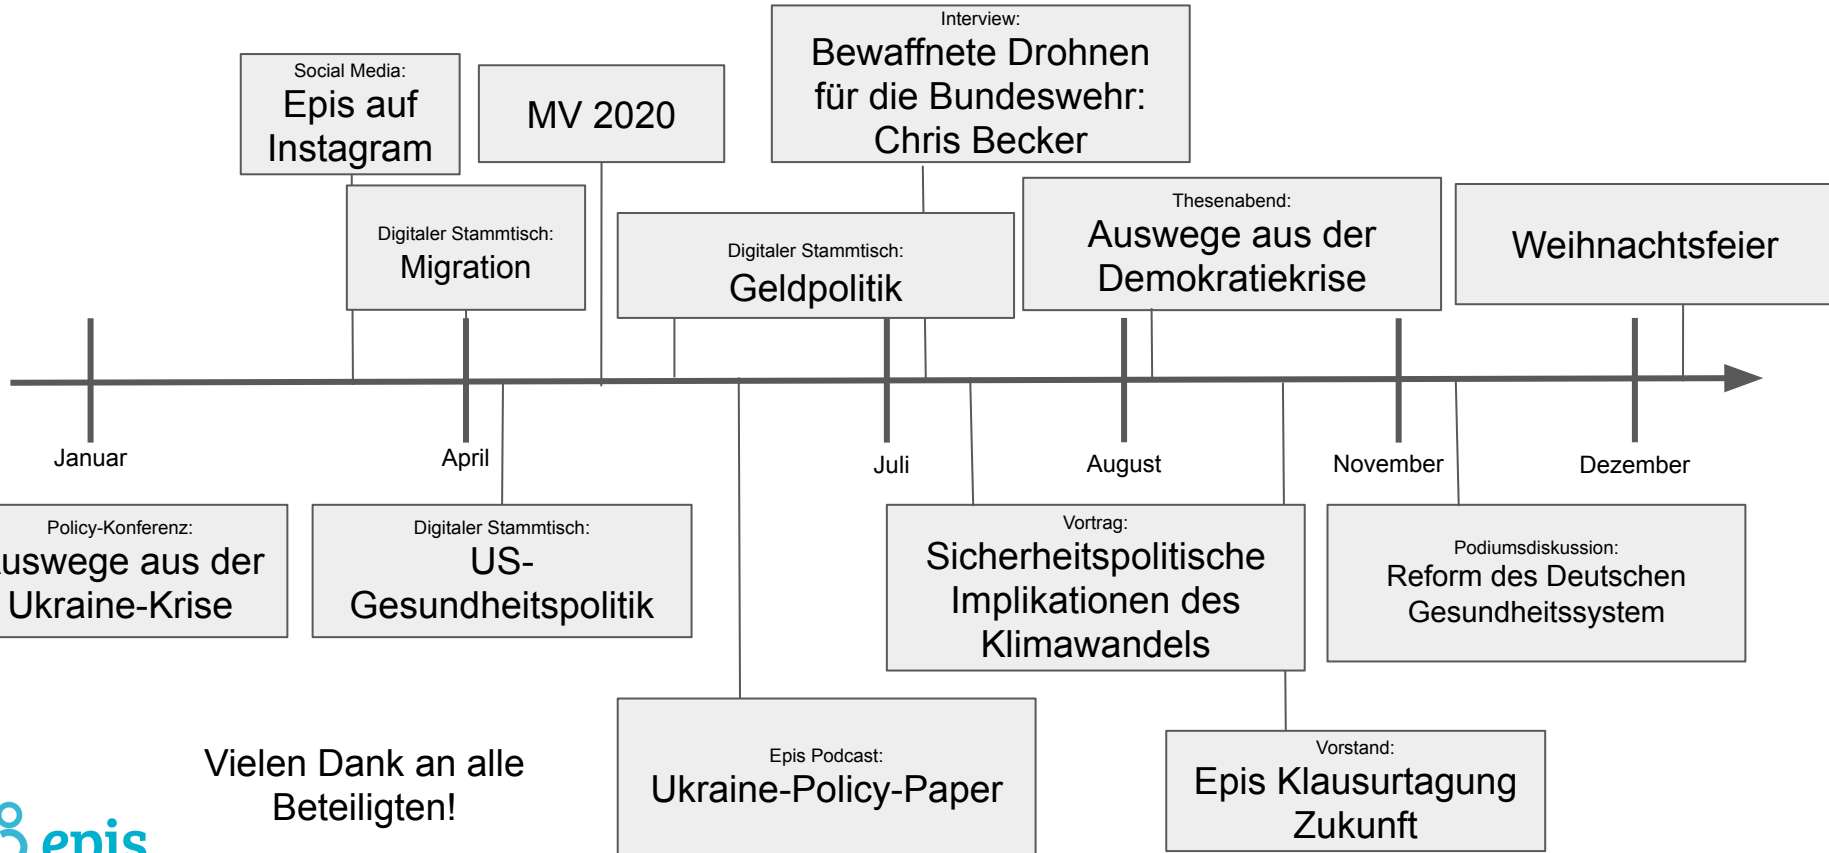 Social Media:
Epis auf
Instagram
MV 2020
Interview:
Bewaffnete Drohnen
für die Bundeswehr:
Chris Becker
Digitaler Stammtisch:
Migration
Digitaler Stammtisch:
Geldpolitik
Thesenabend:
Auswege aus der
Demokratiekrise
Weihnachtsfeier
Januar
April
Juli
August
November
Dezember
Policy-Konferenz:
uswege aus der
Ukraine-Krise
Digitaler Stammtisch:
US-
Gesundheitspolitik
Vortrag:
Sicherheitspolitische
Implikationen des
Klimawandels
Podiumsdiskussion:
Reform des Deutschen
Gesundheitssystem
Epis Podcast:
Ukraine-Policy-Paper
Vorstand:
Epis Klausurtagung
Zukunft
Vielen Dank an alle
Beteiligten!
epis